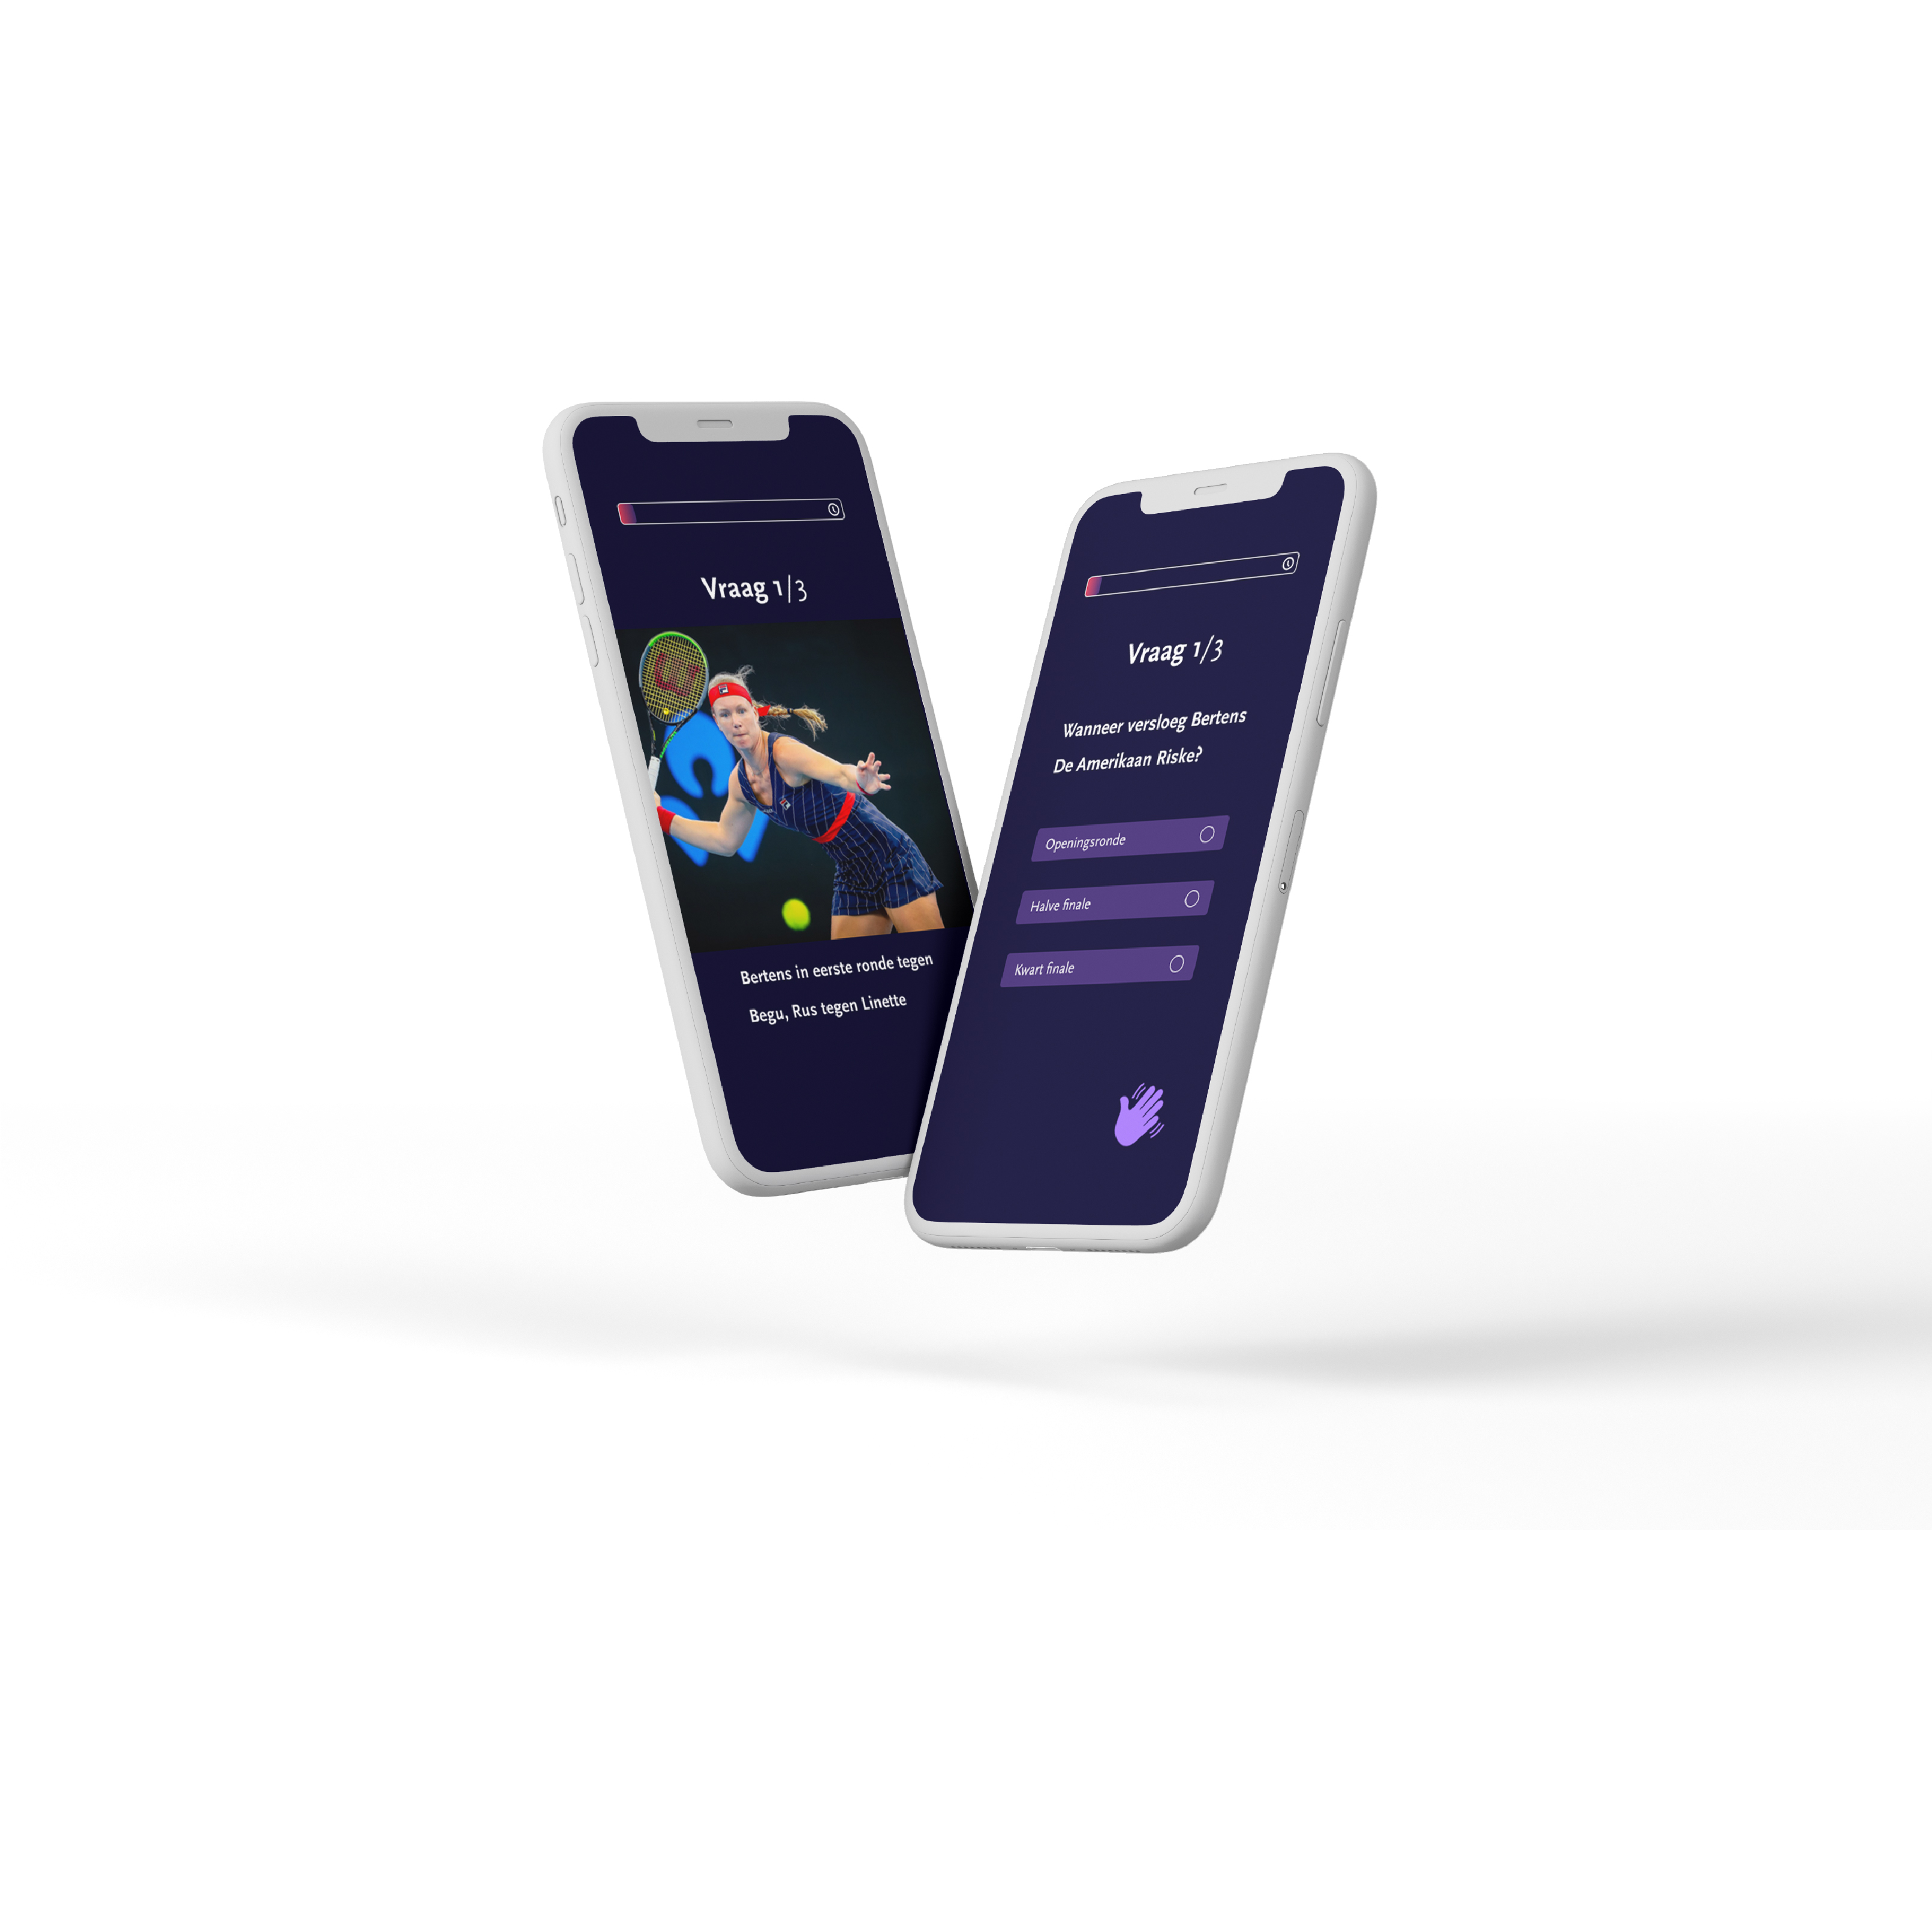 Vraag 1|3
Bertens in eerste ronde tegen
Begu, Rus tegen Linette
Vraag 1/3
Wanneer versloeg Bertens
De Amerikaan Riske?
Openingsronde
Halve finale
Kwart finale